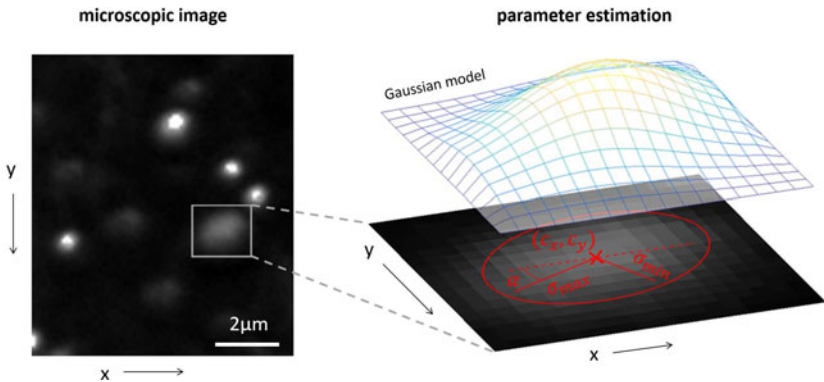 microscopic image
parameter estimation
Gaussian model
y
2μm
x
y
(c_x, c_y)
α
σ_max
σ_min
x